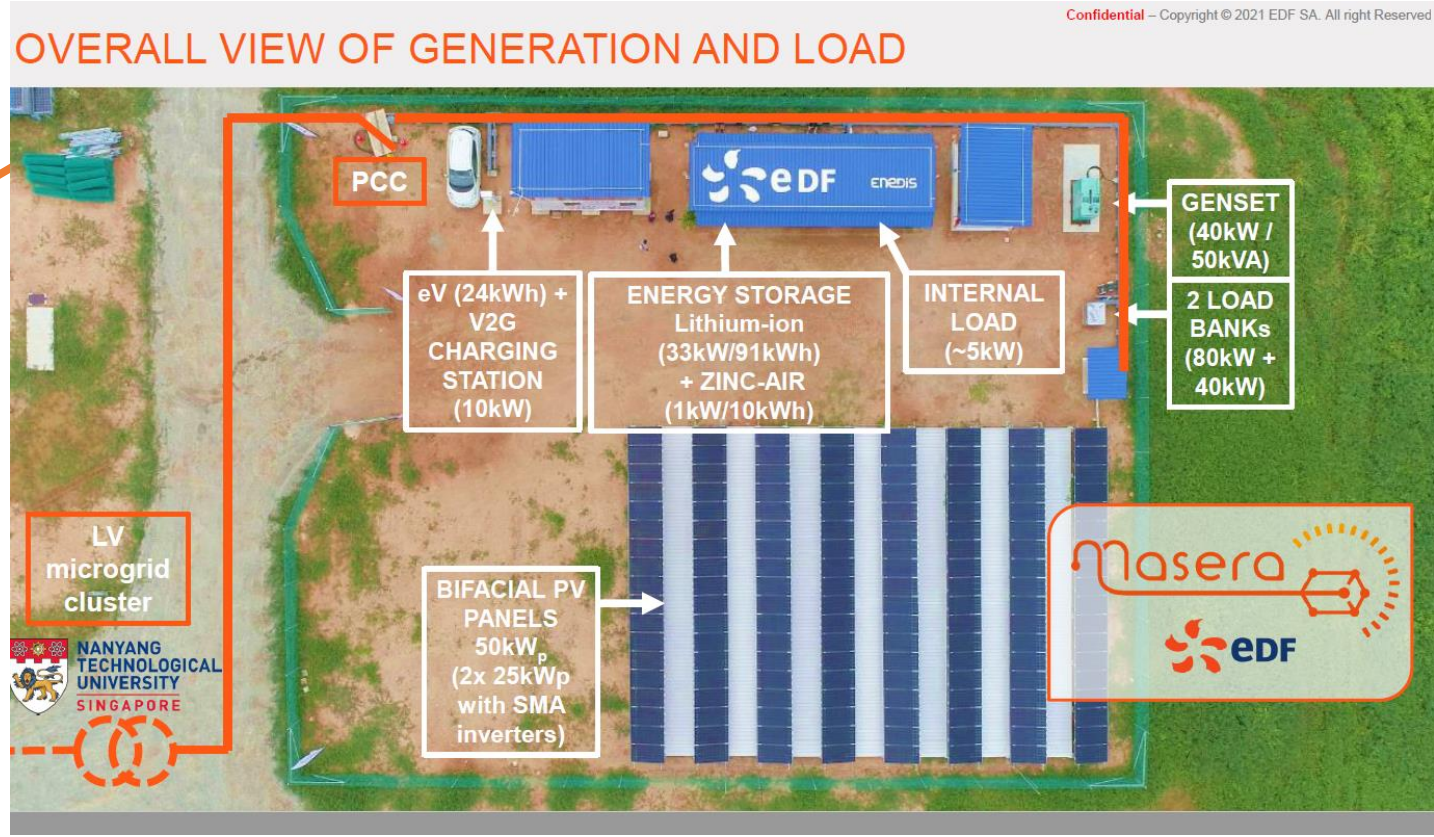 Confidential – Copyright © 2021 EDF SA. All right Reserved
OVERALL VIEW OF GENERATION AND LOAD
PCC
eDF
ENEDIS
GENSET
(40kW /
50kVA)
eV (24kWh) +
V2G
CHARGING
STATION
(10kW)
ENERGY STORAGE
Lithium-ion
(33kW/91kWh)
+ ZINC-AIR
(1kW/10kWh)
INTERNAL
LOAD
(~5kW)
2 LOAD
BANKs
(80kW +
40kW)
LV
microgrid
cluster
NANYANG
TECHNOLOGICAL
UNIVERSITY
SINGAPORE
BIFACIAL PV
PANELS
50kWp
(2x 25kWp
with SMA
inverters)
masera
eDF